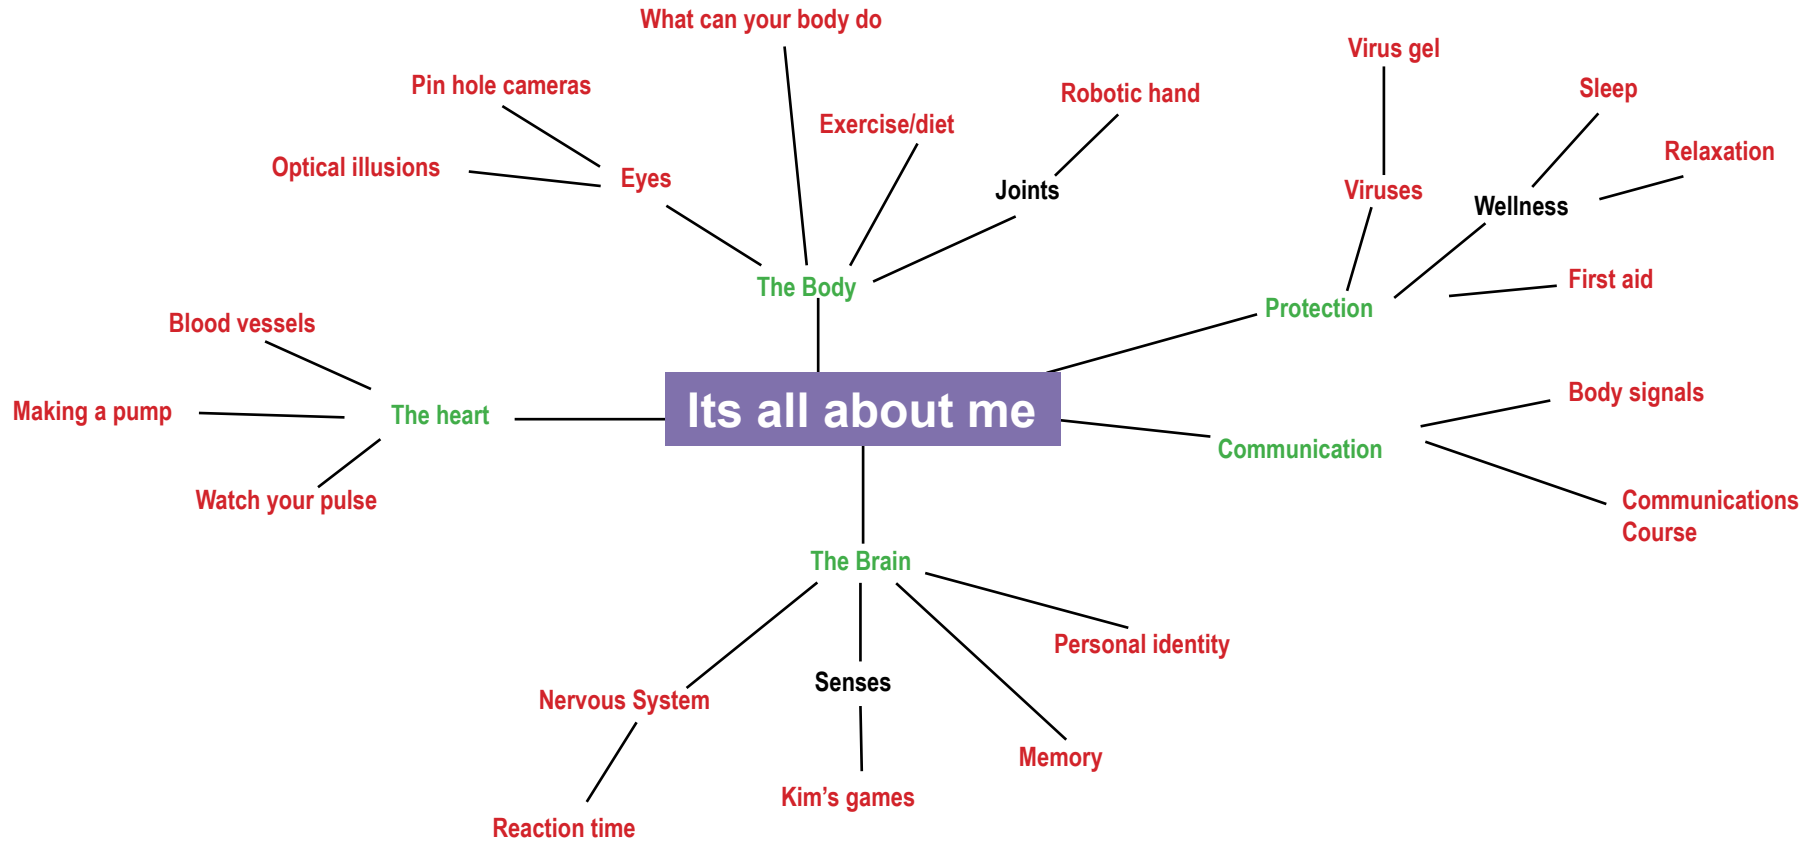 What can your body do
Virus gel
Pin hole cameras
Robotic hand
Sleep
Exercise/diet
Optical illusions
Relaxation
Eyes
Joints
Viruses
Wellness
The Body
First aid
Protection
Blood vessels
Body signals
Making a pump
The heart
Its all about me
Communication
Watch your pulse
Communications
Course
The Brain
Personal identity
Senses
Nervous System
Memory
Kim’s games
Reaction time